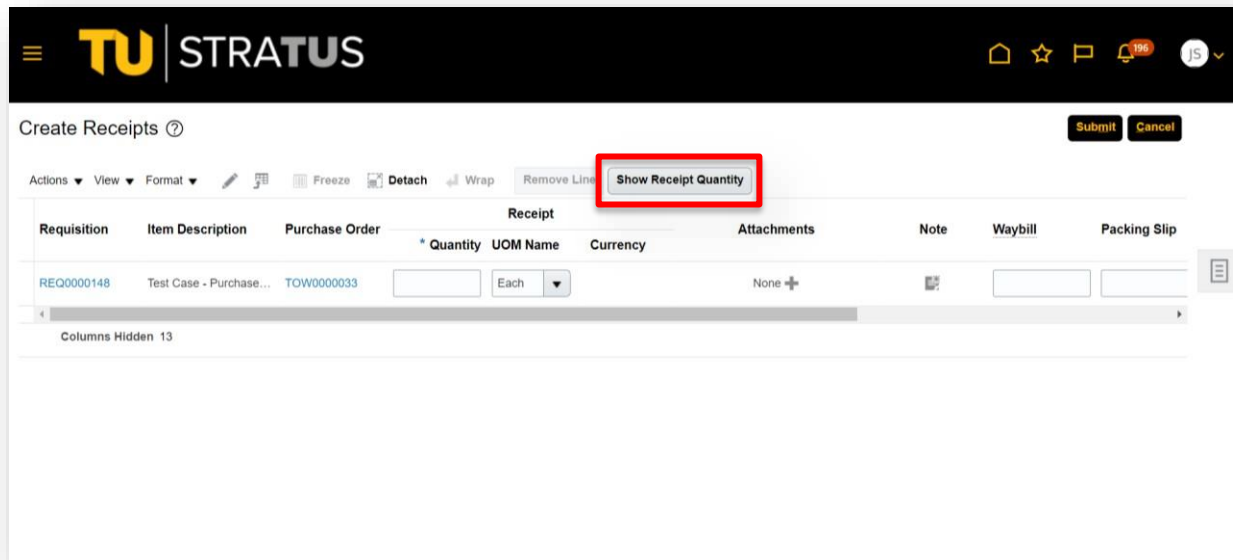 TU STRATUS
196
JS
Create Receipts ?
Submit
Cancel
Actions View Format Freeze Detach Wrap Remove Line Show Receipt Quantity
Receipt
Requisition Item Description Purchase Order Attachments Note Waybill Packing Slip
* Quantity UOM Name Currency
REQ0000148 Test Case - Purchase... TOW0000033 Each None
Columns Hidden 13